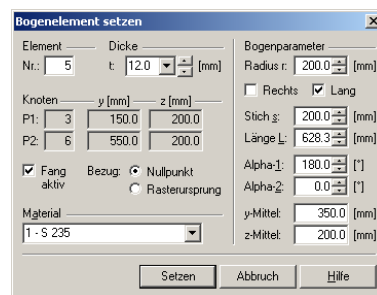 Bogenelement setzen
Element Dicke
Nr.: 5 t: 12.0 [mm]
Knoten y [mm] z [mm]
P1: 3 150.0 200.0
P2: 6 550.0 200.0
Fang aktiv
Bezug: Nullpunkt
Rasterursprung
Material
1 - S 235
Bogenparameter
Radius r: 200.0 [mm]
Rechts Lang
Stich s: 200.0 [mm]
Länge L: 628.3 [mm]
Alpha-1: 180.0 [°]
Alpha-2: 0.0 [°]
y-Mittel: 350.0 [mm]
z-Mittel: 200.0 [mm]
Setzen Abbruch Hilfe